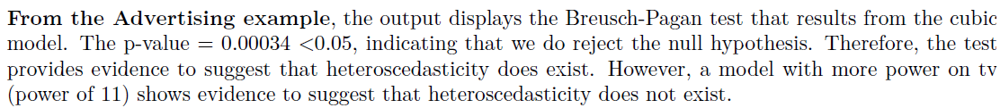 From the Advertising example, the output displays the Breusch-Pagan test that results from the cubic
model. The p-value = 0.00034 <0.05, indicating that we do reject the null hypothesis. Therefore, the test
provides evidence to suggest that heteroscedasticity does exist. However, a model with more power on tv
(power of 11) shows evidence to suggest that heteroscedasticity does not exist.